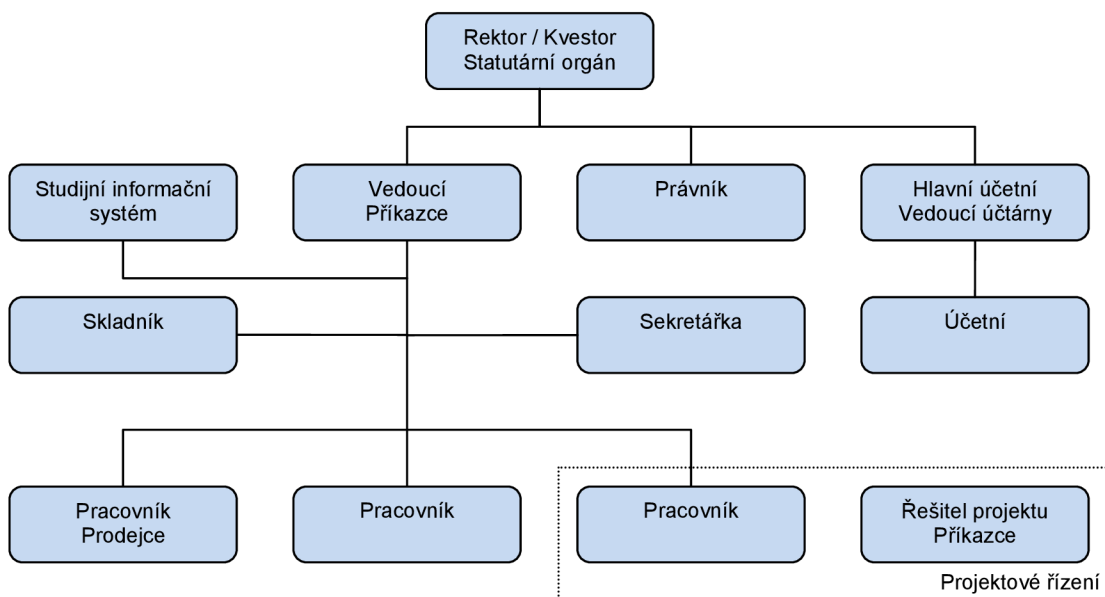 Rektor / Kvestor
Statutární orgán
Studijní informační
systém
Vedoucí
Příkazce
Právník
Hlavní účetní
Vedoucí účtárny
Skladník
Sekretářka
Účetní
Pracovník
Prodejce
Pracovník
Pracovník
Řešitel projektu
Příkazce
Projektové řízení